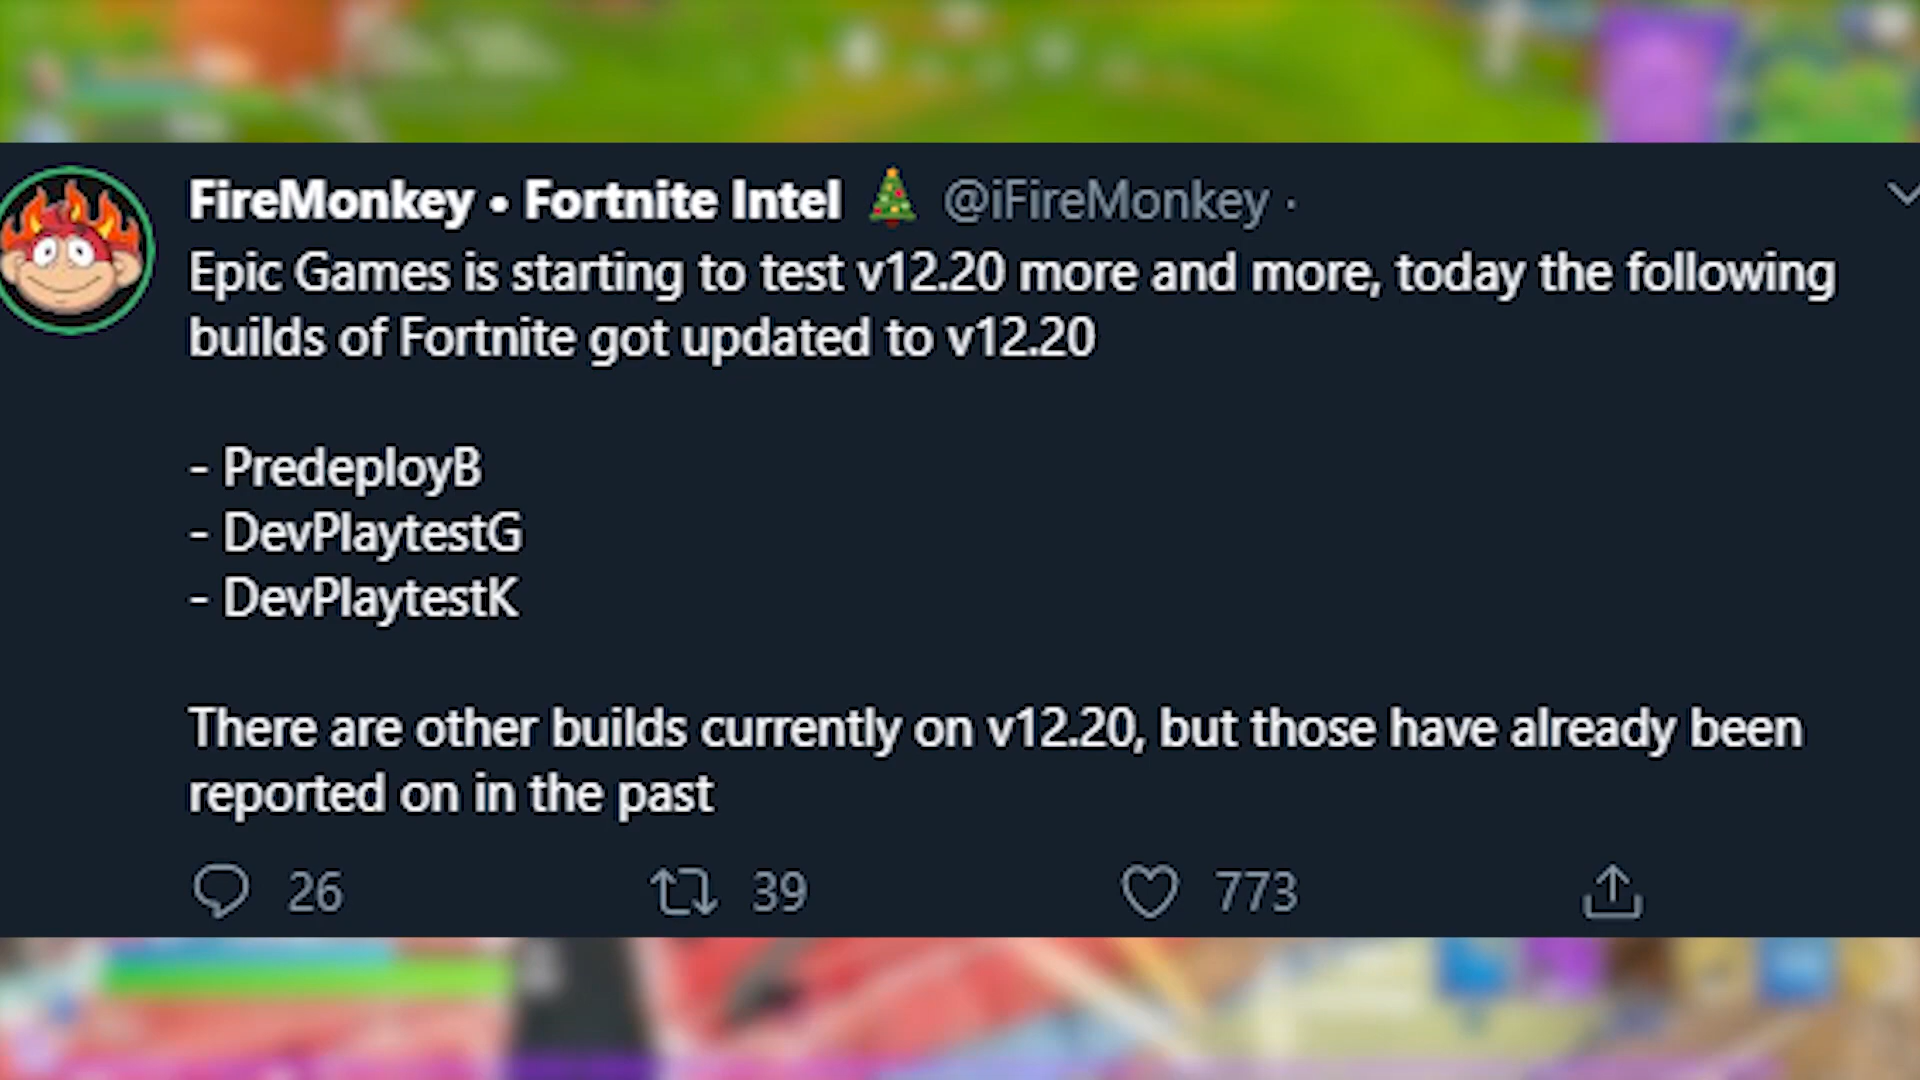 FireMonkey • Fortnite Intel 🎄 @iFireMonkey ·
Epic Games is starting to test v12.20 more and more, today the following
builds of Fortnite got updated to v12.20
- PredeployB
- DevPlaytestG
- DevPlaytestK
There are other builds currently on v12.20, but those have already been
reported on in the past
26 39 773